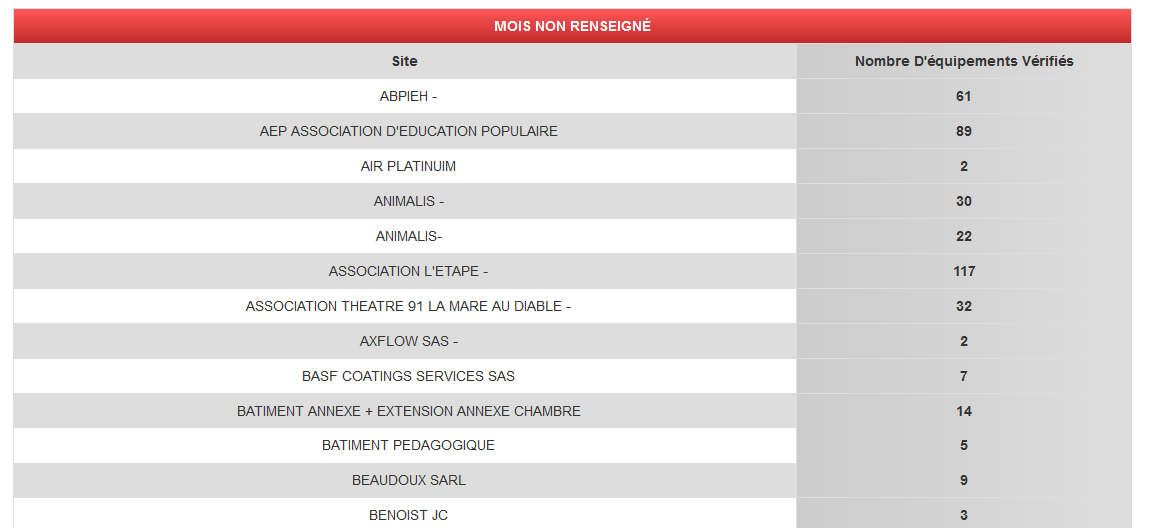 MOIS NON RENSEIGNÉ
Site Nombre D'équipements Vérifiés
ABPIEH - 61
AEP ASSOCIATION D'EDUCATION POPULAIRE 89
AIR PLATINUIM 2
ANIMALIS - 30
ANIMALIS- 22
ASSOCIATION L'ETAPE - 117
ASSOCIATION THEATRE 91 LA MARE AU DIABLE - 32
AXFLOW SAS - 2
BASF COATINGS SERVICES SAS 7
BATIMENT ANNEXE + EXTENSION ANNEXE CHAMBRE 14
BATIMENT PEDAGOGIQUE 5
BEAUDOUX SARL 9
BENOIST JC 3